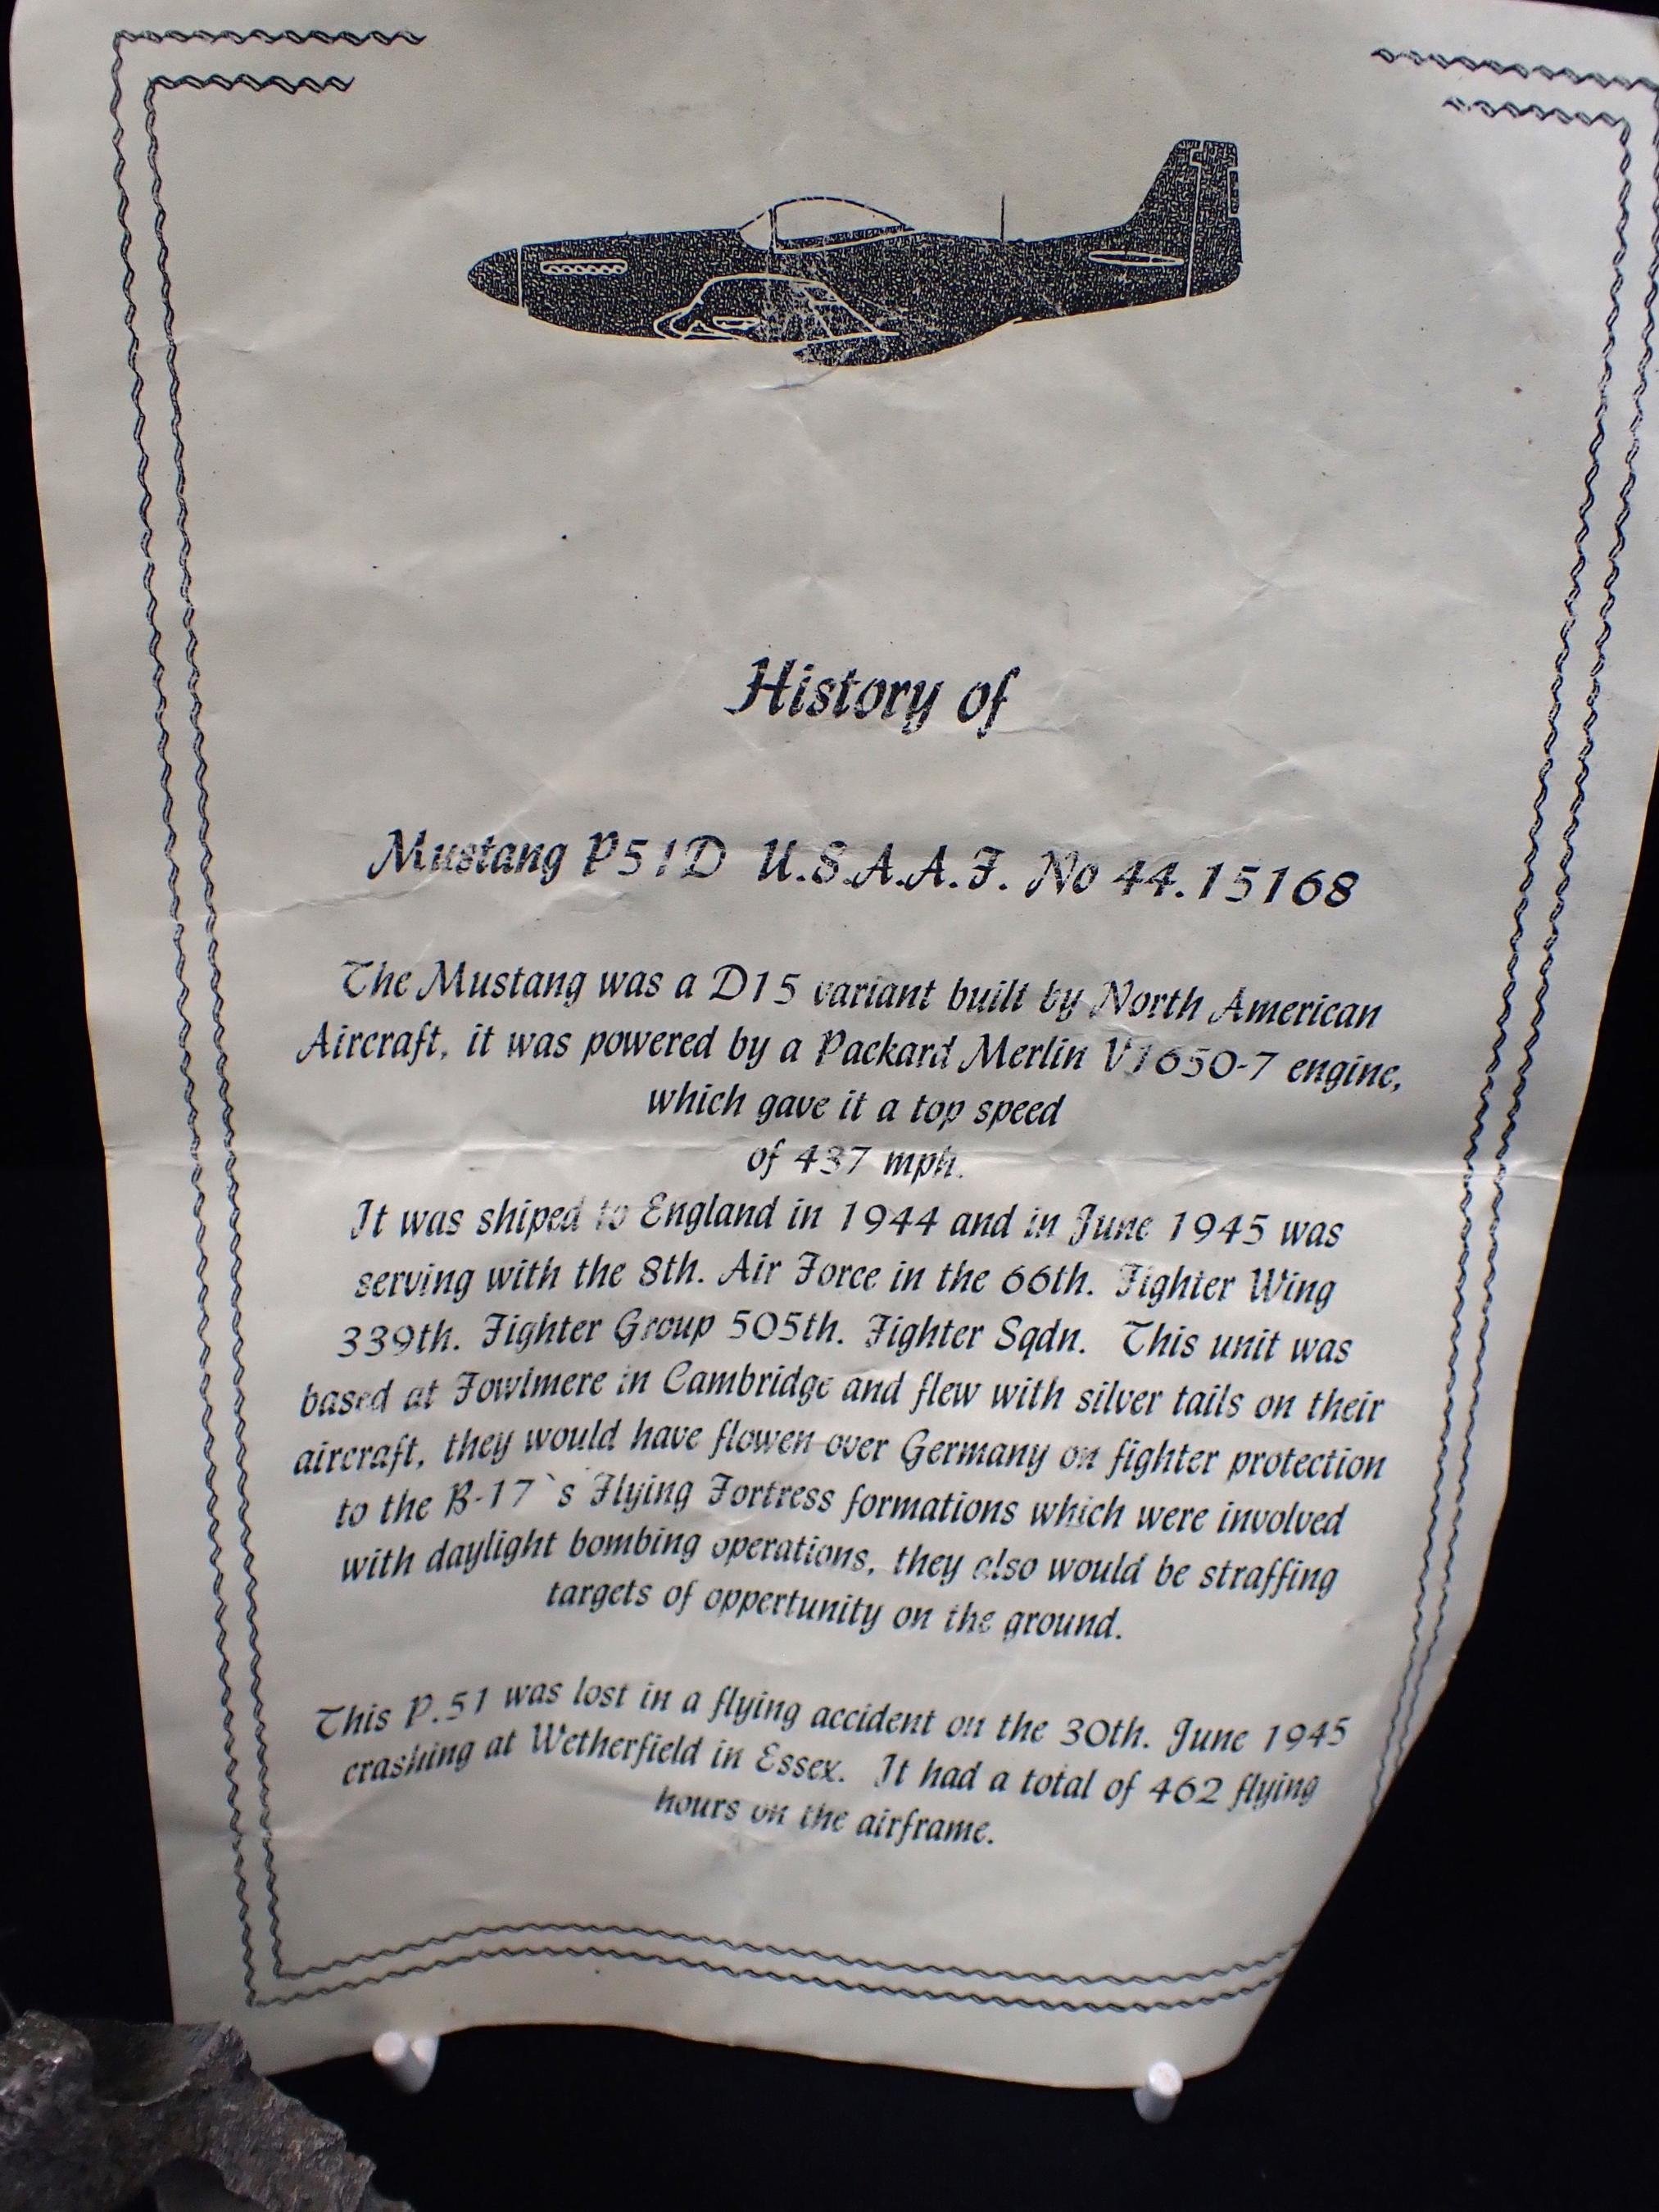 History of
Mustang P51D U.S.A.A.F. No 44.15168
The Mustang was a D15 variant built by North American
Aircraft, it was powered by a Packard Merlin V1650-7 engine,
which gave it a top speed
of 437 mph.
It was shiped to England in 1944 and in June 1945 was
serving with the 8th. Air Force in the 66th. Fighter Wing
339th. Fighter Group 505th. Fighter Sqdn. This unit was
based at Fowlmere in Cambridge and flew with silver tails on their
aircraft, they would have flowen over Germany on fighter protection
to the B-17`s Flying Fortress formations which were involved
with daylight bombing operations, they also would be straffing
targets of oppertunity on the ground.
This P.51 was lost in a flying accident on the 30th. June 1945
crashing at Wetherfield in Essex. It had a total of 462 flying
hours on the airframe.